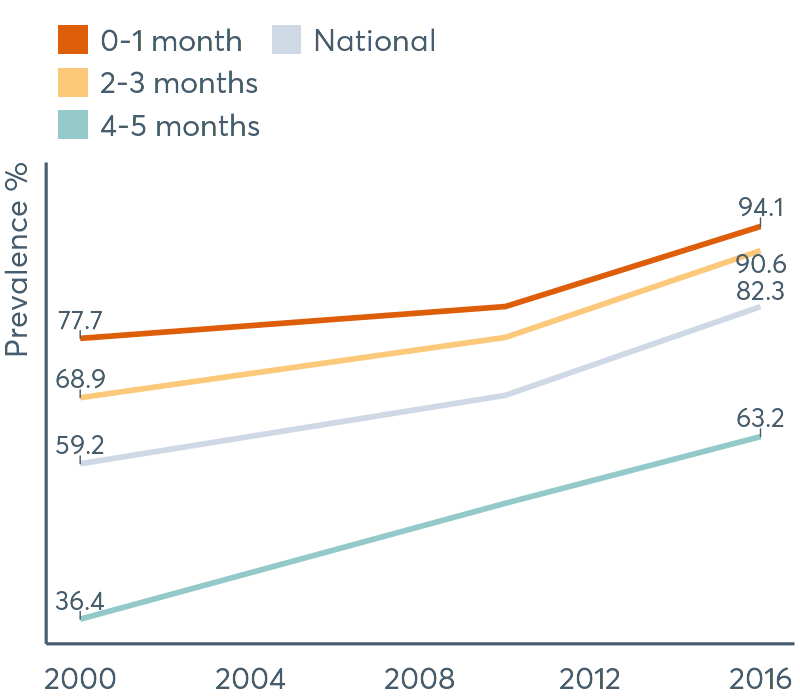 0-1 month
National
2-3 months
4-5 months
Prevalence %
94.1
90.6
82.3
77.7
68.9
59.2
63.2
36.4
2000 2004 2008 2012 2016